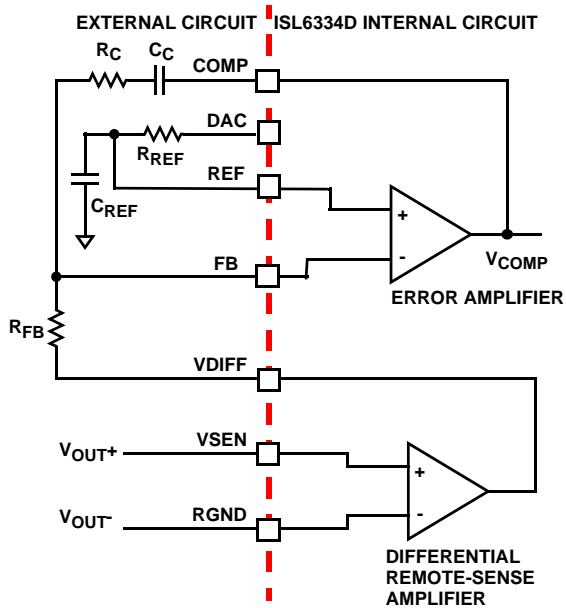 EXTERNAL CIRCUIT
ISL6334D INTERNAL CIRCUIT
RC
CC
COMP
DAC
RREF
REF
CREF
+
-
VCOMP
FB
ERROR AMPLIFIER
RFB
VDIFF
VOUT+
VSEN
+
VOUT-
RGND
-
DIFFERENTIAL
REMOTE-SENSE
AMPLIFIER